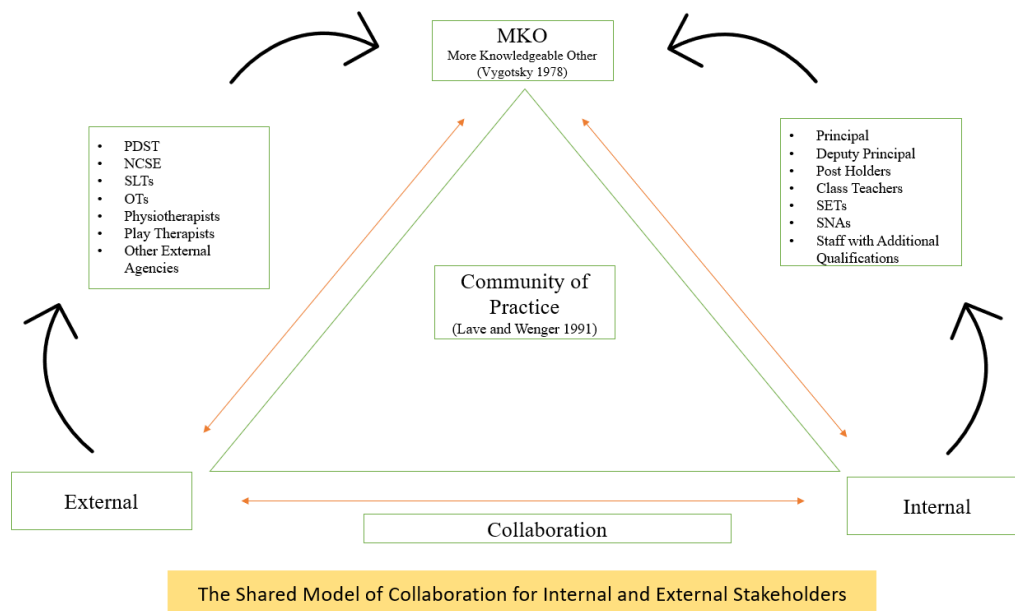 MKO
More Knowledgeable Other
(Vygotsky 1978)
• PDST
• NCSE
• SLTs
• OTs
• Physiotherapists
• Play Therapists
• Other External
Agencies
• Principal
• Deputy Principal
• Post Holders
• Class Teachers
• SETs
• SNAs
• Staff with Additional
Qualifications
Community of
Practice
(Lave and Wenger 1991)
External
Internal
Collaboration
The Shared Model of Collaboration for Internal and External Stakeholders